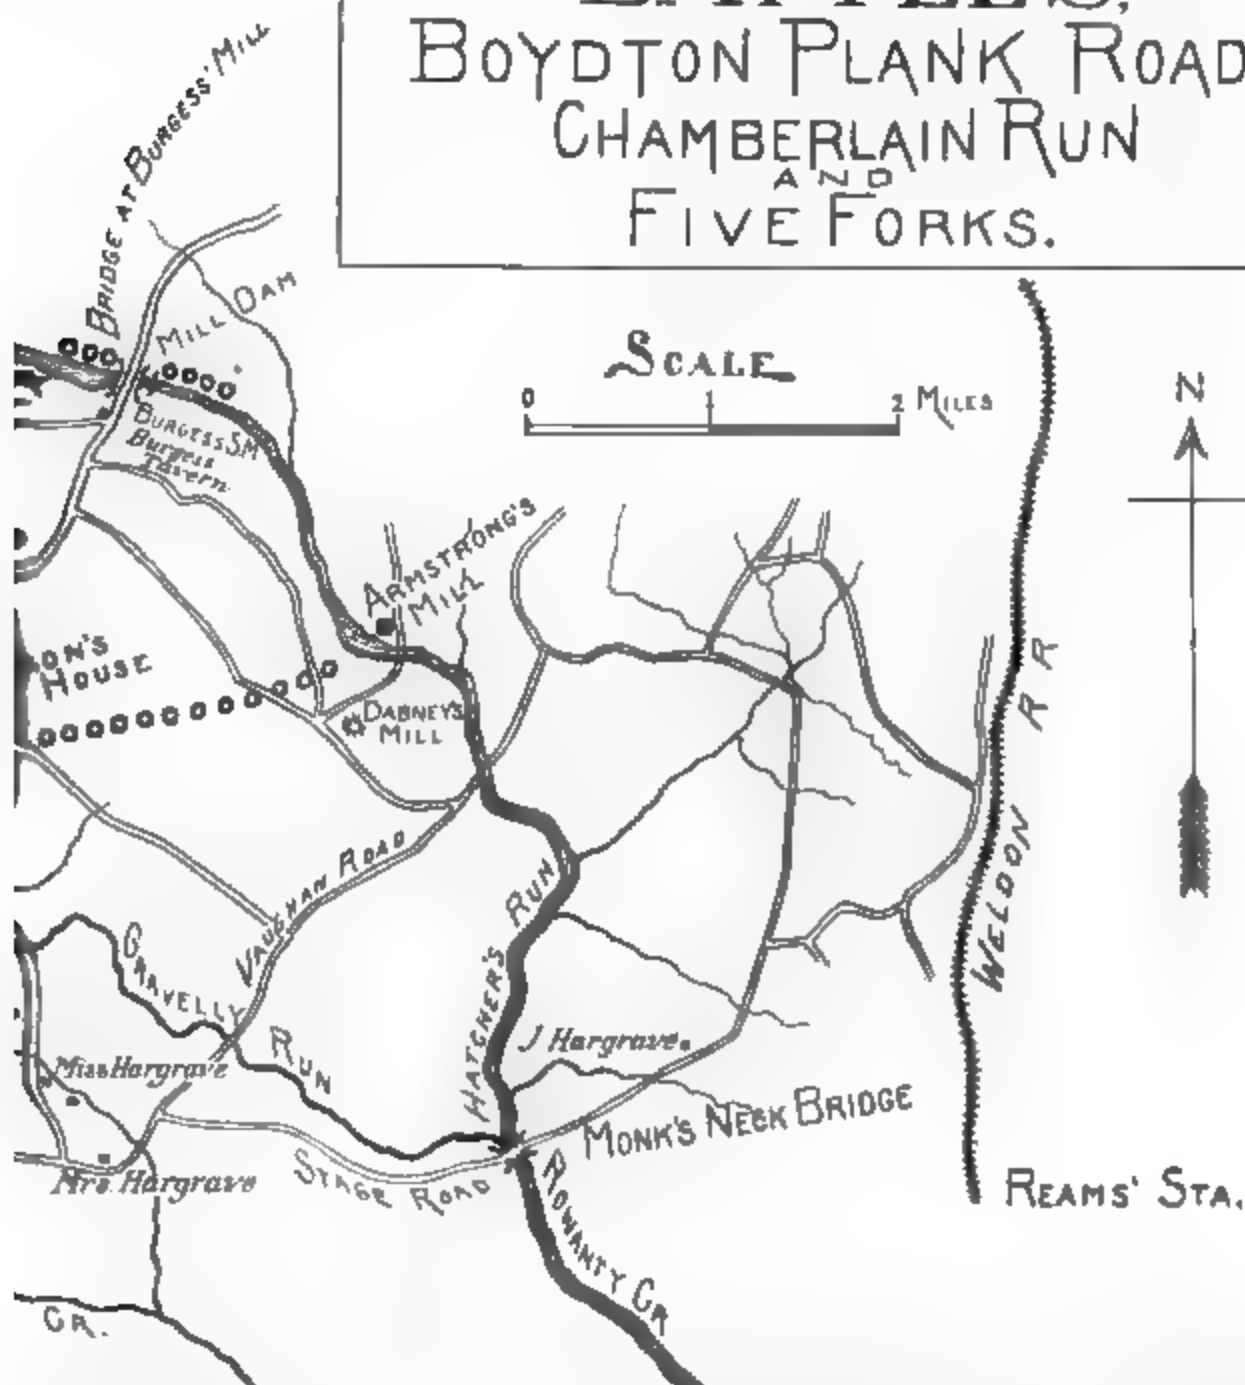 BOYDTON PLANK ROAD
CHAMBERLAIN RUN
AND
FIVE FORKS.
BRIDGE AT BURGESS' MILL
MILL DAM
SCALE
0 1 2 MILES
N
BURGESS M
Burgess
Tavern
ARMSTRONG'S
MILL
ON'S
HOUSE
DABNEY'S
MILL
R R
WELDON
VAUGHAN ROAD
HATCHER'S RUN
GRAVELLY RUN
J Hargrave.
Miss Hargrave
MONK'S NECK BRIDGE
Mrs. Hargrave
STAGE ROAD
ROWANTY CR
REAMS' STA.
CR.